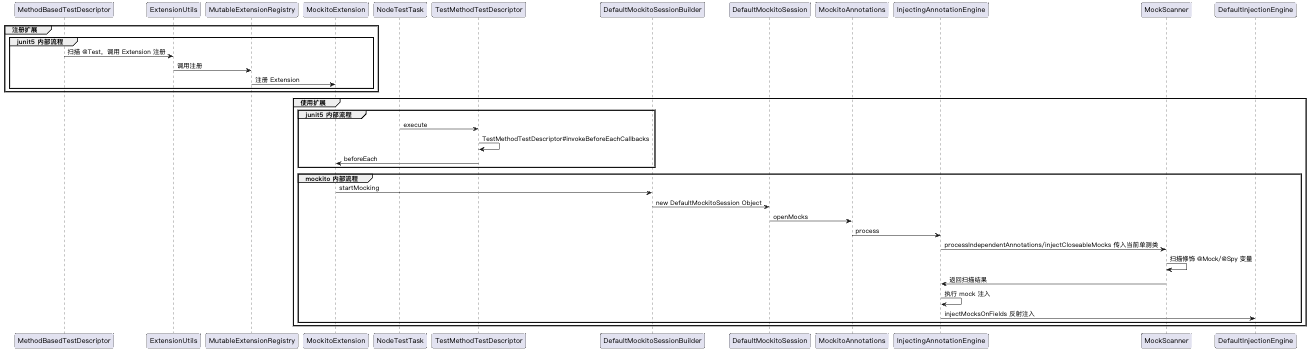 MethodBasedTestDescriptor
ExtensionUtils
MutableExtensionRegistry
MockitoExtension
NodeTestTask
TestMethodTestDescriptor
DefaultMockitoSessionBuilder
DefaultMockitoSession
MockitoAnnotations
InjectingAnnotationEngine
MockScanner
DefaultInjectionEngine
注册扩展
junit5 内部流程
扫描 @Test，调用 Extension 注册
调用注册
注册 Extension
使用扩展
junit5 内部流程
execute
TestMethodTestDescriptor#invokeBeforeEachCallbacks
beforeEach
mockito 内部流程
startMocking
new DefaultMockitoSession Object
openMocks
process
processIndependentAnnotations/injectCloseableMocks 传入当前单测类
扫描修饰 @Mock/@Spy 变量
返回扫描结果
执行 mock 注入
injectMocksOnFields 反射注入
MethodBasedTestDescriptor
ExtensionUtils
MutableExtensionRegistry
MockitoExtension
NodeTestTask
TestMethodTestDescriptor
DefaultMockitoSessionBuilder
DefaultMockitoSession
MockitoAnnotations
InjectingAnnotationEngine
MockScanner
DefaultInjectionEngine